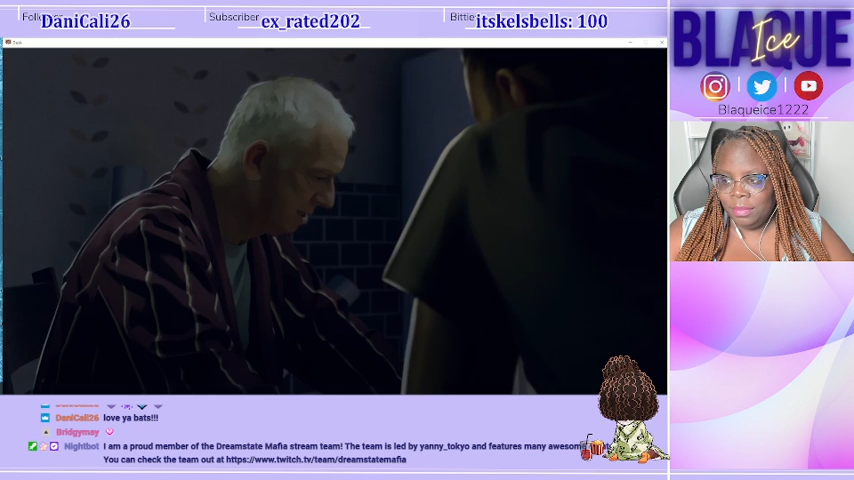 Subscriber
Bittie
DaniCali26
ex_rated202
itskelsbells: 100
BLAQUE
Ice
Blaqueice1222
DaniCali26 love ya bats!!!
Bridgymay
Nightbot I am a proud member of the Dreamstate Mafia stream team! The team is led by yanny_tokyo and features many awesome
You can check the team out at https://www.twitch.tv/team/dreamstatemafia